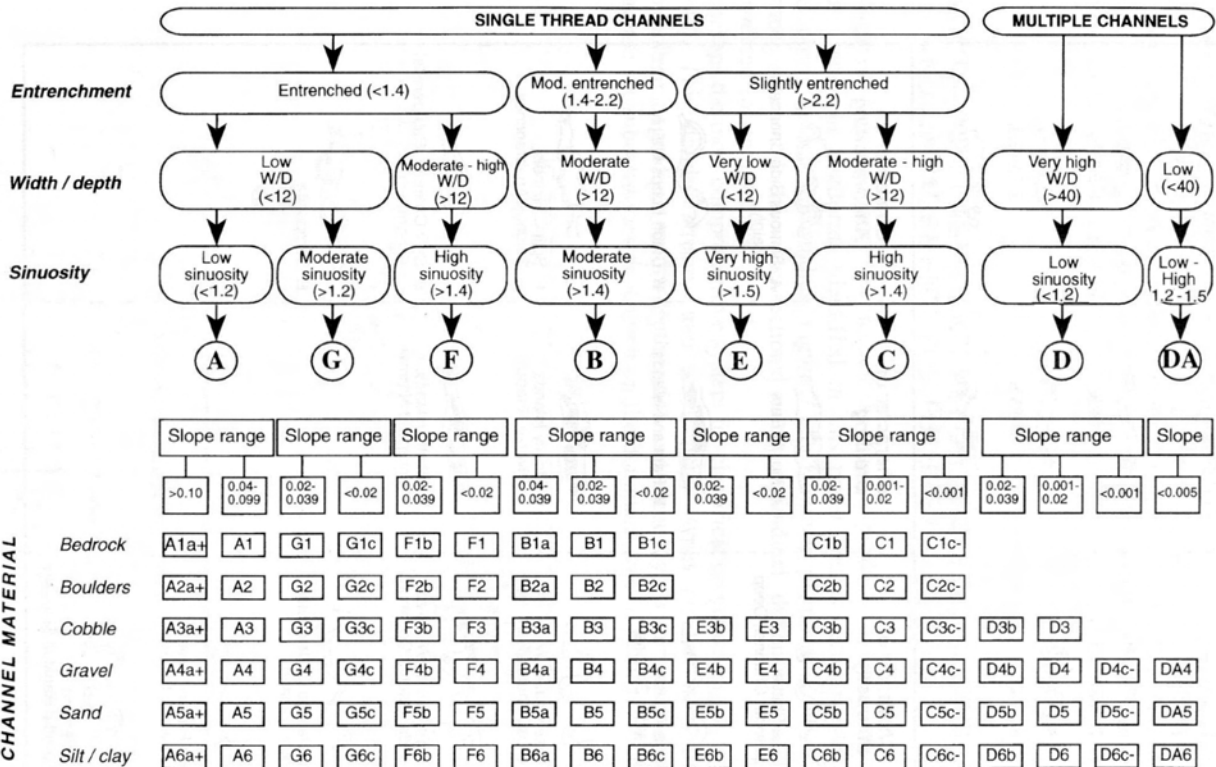 SINGLE THREAD CHANNELS MULTIPLE CHANNELS
Entrenchment Entrenched (<1.4) Mod. entrenched (1.4-2.2) Slightly entrenched (>2.2)
Width / depth Low W/D (<12) Moderate - high W/D (>12) Moderate W/D (>12) Very low W/D (<12) Moderate - high W/D (>12) Very high W/D (>40) Low (<40)
Sinuosity Low sinuosity (<1.2) Moderate sinuosity (>1.2) High sinuosity (>1.4) Moderate sinuosity (>1.4) Very high sinuosity (>1.5) High sinuosity (>1.4) Low sinuosity (<1.2) Low - High 1.2-1.5
A G F B E C D DA
Slope range Slope range Slope range Slope range Slope range Slope range Slope range Slope
>0.10 0.04-0.099 0.02-0.039 <0.02 0.02-0.039 <0.02 0.04-0.039 0.02-0.039 <0.02 0.02-0.039 <0.02 0.02-0.039 0.001-0.02 <0.001 0.02-0.039 0.001-0.02 <0.001 <0.005
CHANNEL MATERIAL
Bedrock A1a+ A1 G1 G1c F1b F1 B1a B1 B1c C1b C1 C1c-
Boulders A2a+ A2 G2 G2c F2b F2 B2a B2 B2c C2b C2 C2c-
Cobble A3a+ A3 G3 G3c F3b F3 B3a B3 B3c E3b E3 C3b C3 C3c- D3b D3
Gravel A4a+ A4 G4 G4c F4b F4 B4a B4 B4c E4b E4 C4b C4 C4c- D4b D4 D4c- DA4
Sand A5a+ A5 G5 G5c F5b F5 B5a B5 B5c E5b E5 C5b C5 C5c- D5b D5 D5c- DA5
Silt / clay A6a+ A6 G6 G6c F6b F6 B6a B6 B6c E6b E6 C6b C6 C6c- D6b D6 D6c- DA6